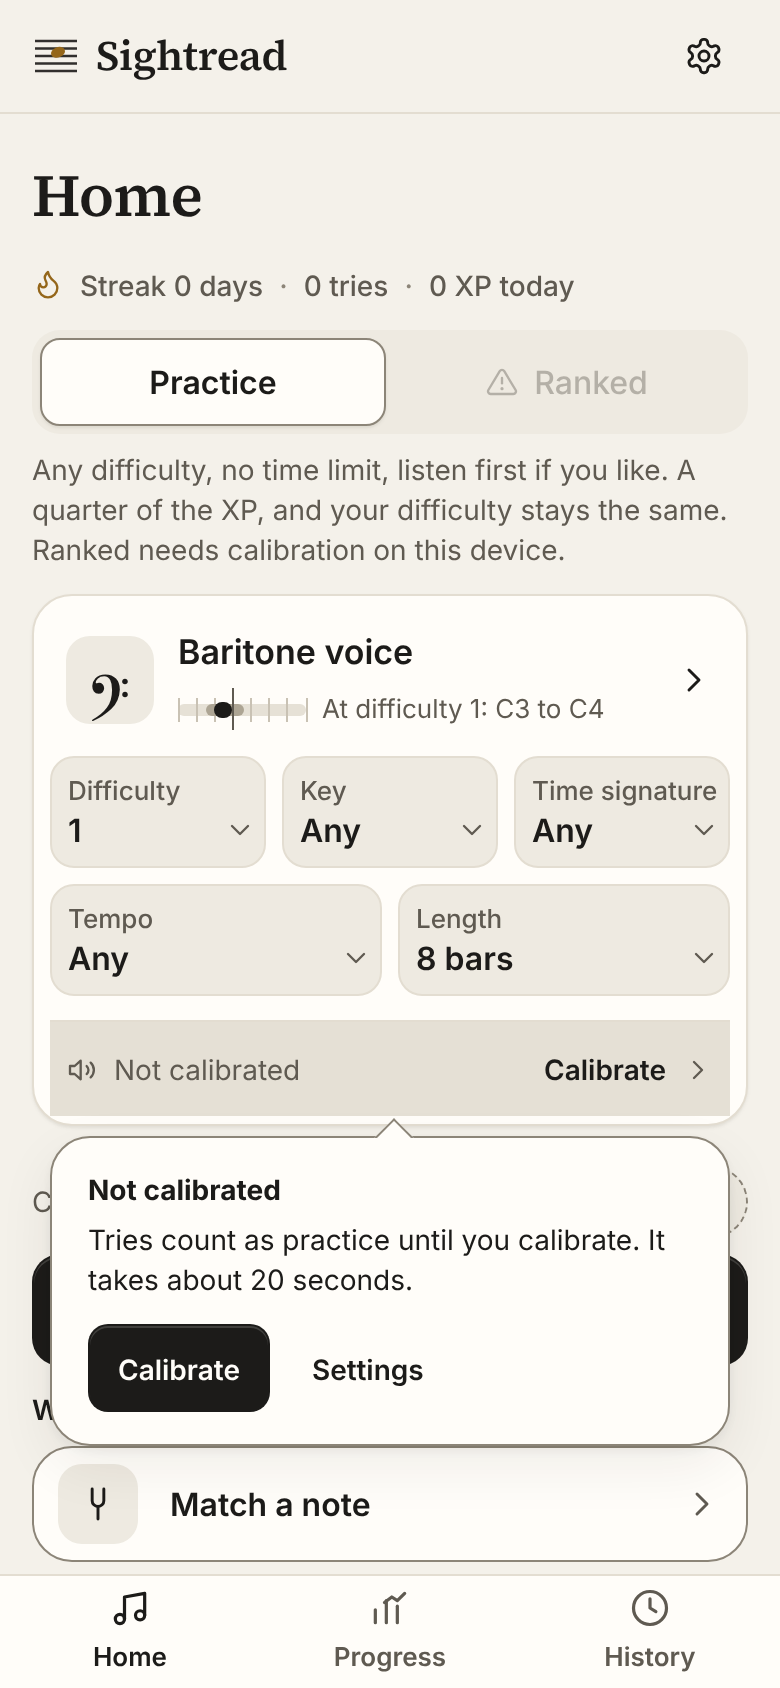 Sightread
Home
Streak 0 days · 0 tries · 0 XP today
Practice
Ranked
Any difficulty, no time limit, listen first if you like. A
quarter of the XP, and your difficulty stays the same.
Ranked needs calibration on this device.
Baritone voice
At difficulty 1: C3 to C4
Difficulty
1
Key
Any
Time signature
Any
Tempo
Any
Length
8 bars
Not calibrated
Calibrate
Not calibrated
Tries count as practice until you calibrate. It
takes about 20 seconds.
Calibrate
Settings
Match a note
Home
Progress
History